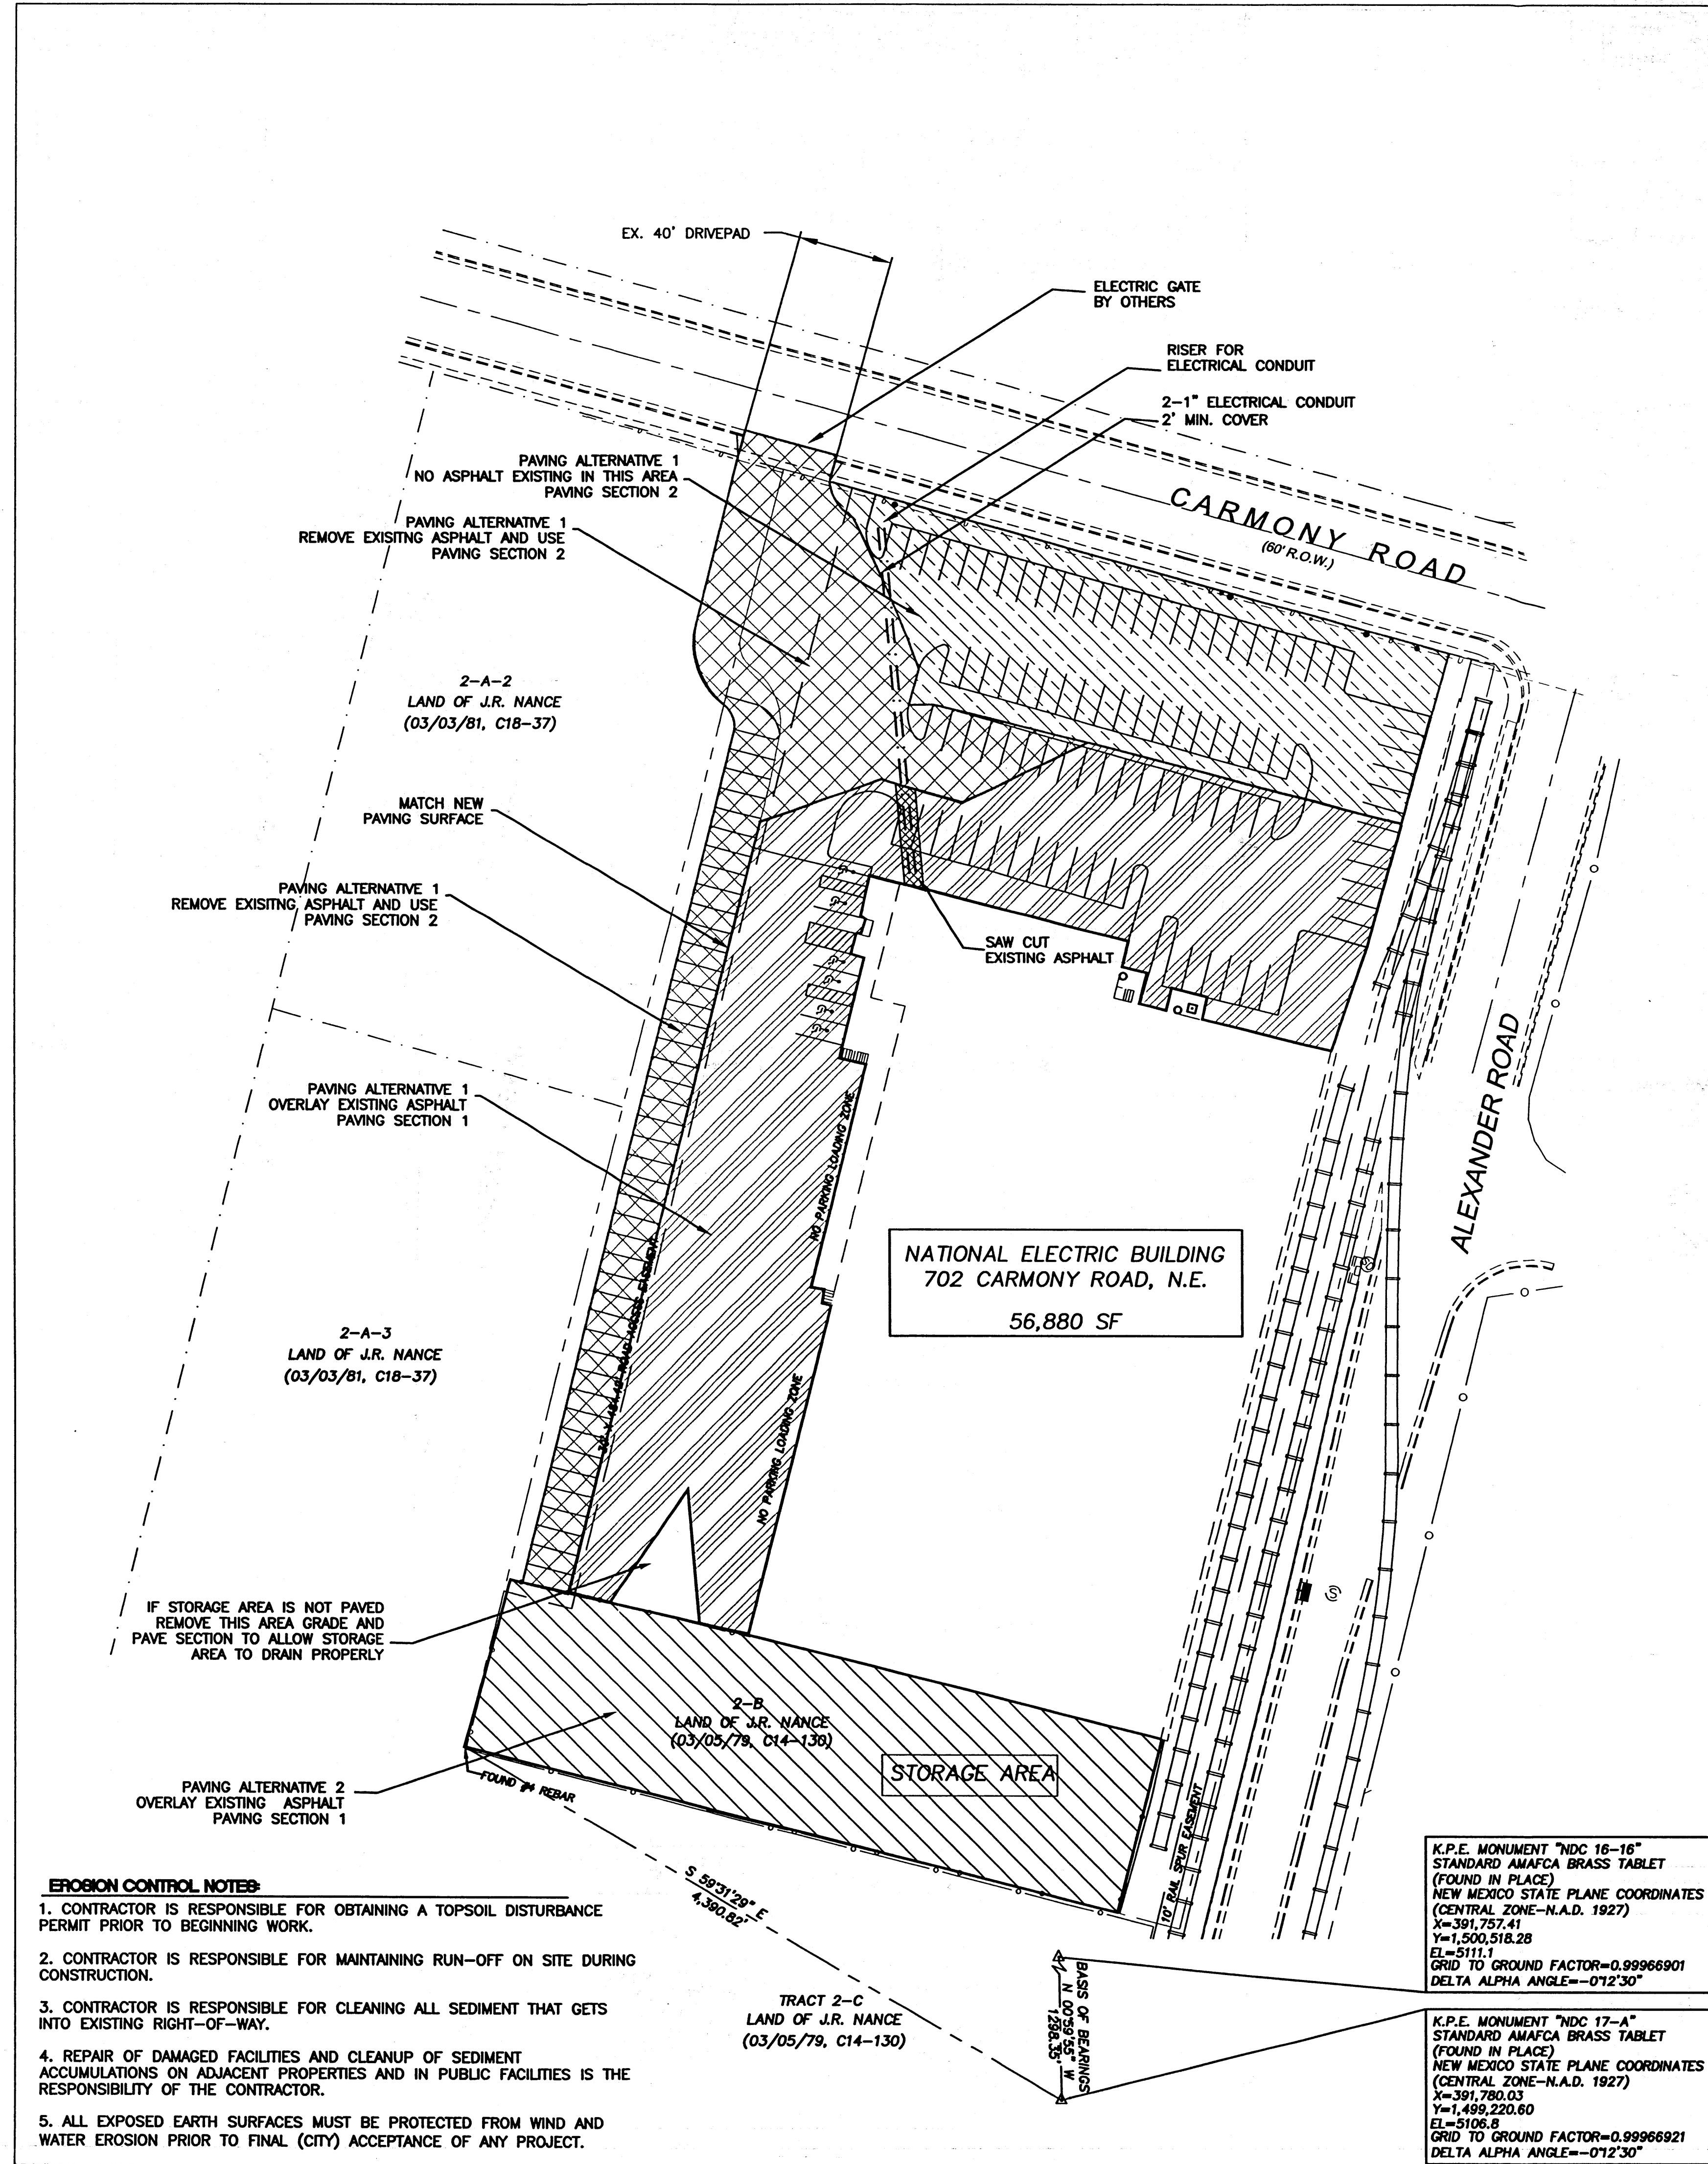 EX. 40' DRIVEPAD
ELECTRIC GATE
BY OTHERS
RISER FOR
ELECTRICAL CONDUIT
2-1" ELECTRICAL CONDUIT
2' MIN. COVER
PAVING ALTERNATIVE 1
NO ASPHALT EXISTING IN THIS AREA
PAVING SECTION 2
CARMONY ROAD
(60' R.O.W.)
PAVING ALTERNATIVE 1
REMOVE EXISITNG ASPHALT AND USE
PAVING SECTION 2
2-A-2
LAND OF J.R. NANCE
(03/03/81, C18-37)
MATCH NEW
PAVING SURFACE
PAVING ALTERNATIVE 1
REMOVE EXISITNG ASPHALT AND USE
PAVING SECTION 2
SAW CUT
EXISTING ASPHALT
ALEXANDER ROAD
PAVING ALTERNATIVE 1
OVERLAY EXISTING ASPHALT
PAVING SECTION 1
NO PARKING LOADING ZONE
NATIONAL ELECTRIC BUILDING
702 CARMONY ROAD, N.E.
56,880 SF
ROAD ACCESS EASEMENT
2-A-3
LAND OF J.R. NANCE
(03/03/81, C18-37)
NO PARKING LOADING ZONE
S
IF STORAGE AREA IS NOT PAVED
REMOVE THIS AREA GRADE AND
PAVE SECTION TO ALLOW STORAGE
AREA TO DRAIN PROPERLY
2-B
LAND OF J.R. NANCE
(03/05/79, C14-130)
STORAGE AREA
PAVING ALTERNATIVE 2
OVERLAY EXISTING ASPHALT
PAVING SECTION 1
FOUND #4 REBAR
10' RAIL SPUR EASEMENT
S 59°31'29" E
4,390.82'
EROSION CONTROL NOTES:
1. CONTRACTOR IS RESPONSIBLE FOR OBTAINING A TOPSOIL DISTURBANCE
PERMIT PRIOR TO BEGINNING WORK.
2. CONTRACTOR IS RESPONSIBLE FOR MAINTAINING RUN-OFF ON SITE DURING
CONSTRUCTION.
3. CONTRACTOR IS RESPONSIBLE FOR CLEANING ALL SEDIMENT THAT GETS
INTO EXISTING RIGHT-OF-WAY.
4. REPAIR OF DAMAGED FACILITIES AND CLEANUP OF SEDIMENT
ACCUMULATIONS ON ADJACENT PROPERTIES AND IN PUBLIC FACILITIES IS THE
RESPONSIBILITY OF THE CONTRACTOR.
5. ALL EXPOSED EARTH SURFACES MUST BE PROTECTED FROM WIND AND
WATER EROSION PRIOR TO FINAL (CITY) ACCEPTANCE OF ANY PROJECT.
TRACT 2-C
LAND OF J.R. NANCE
(03/05/79, C14-130)
BASIS OF BEARINGS
N 00°59'55" W
1298.35'
K.P.E. MONUMENT "NDC 16-16"
STANDARD AMAFCA BRASS TABLET
(FOUND IN PLACE)
NEW MEXICO STATE PLANE COORDINATES
(CENTRAL ZONE-N.A.D. 1927)
X=391,757.41
Y=1,500,518.28
EL=5111.1
GRID TO GROUND FACTOR=0.99966901
DELTA ALPHA ANGLE=-0°12'30"
K.P.E. MONUMENT "NDC 17-A"
STANDARD AMAFCA BRASS TABLET
(FOUND IN PLACE)
NEW MEXICO STATE PLANE COORDINATES
(CENTRAL ZONE-N.A.D. 1927)
X=391,780.03
Y=1,499,220.60
EL=5106.8
GRID TO GROUND FACTOR=0.99966921
DELTA ALPHA ANGLE=-0°12'30"